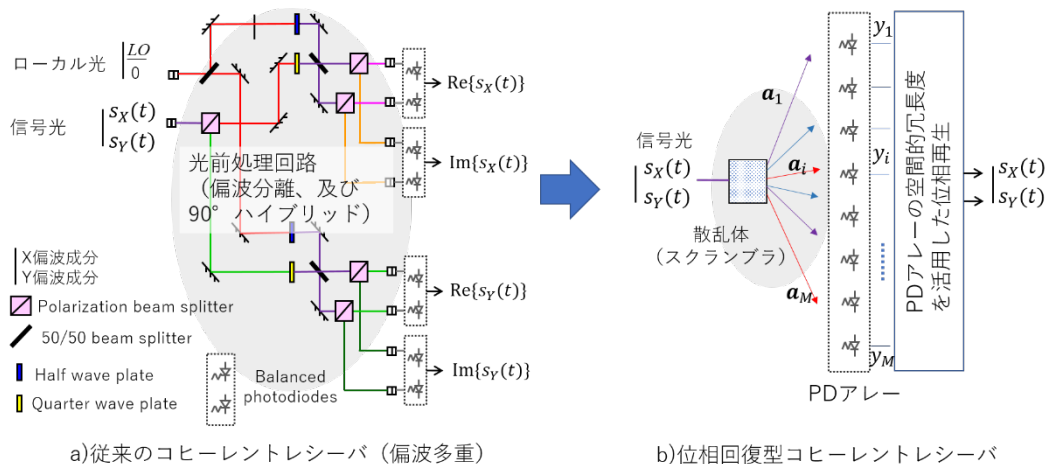 ローカル光
LO
0
信号光
s_X(t)
s_Y(t)
光前処理回路
（偏波分離、及び
90°ハイブリッド）
Re{s_X(t)}
Im{s_X(t)}
Re{s_Y(t)}
Im{s_Y(t)}
X偏波成分
Y偏波成分
Polarization beam splitter
50/50 beam splitter
Half wave plate
Quarter wave plate
Balanced
photodiodes
a)従来のコヒーレントレシーバ（偏波多重）
信号光
s_X(t)
s_Y(t)
散乱体
（スクランブラ）
a_1
a_i
a_M
y_1
y_i
y_M
PDアレー
PDアレーの空間的冗長度
を活用した位相再生
s_X(t)
s_Y(t)
b)位相回復型コヒーレントレシーバ